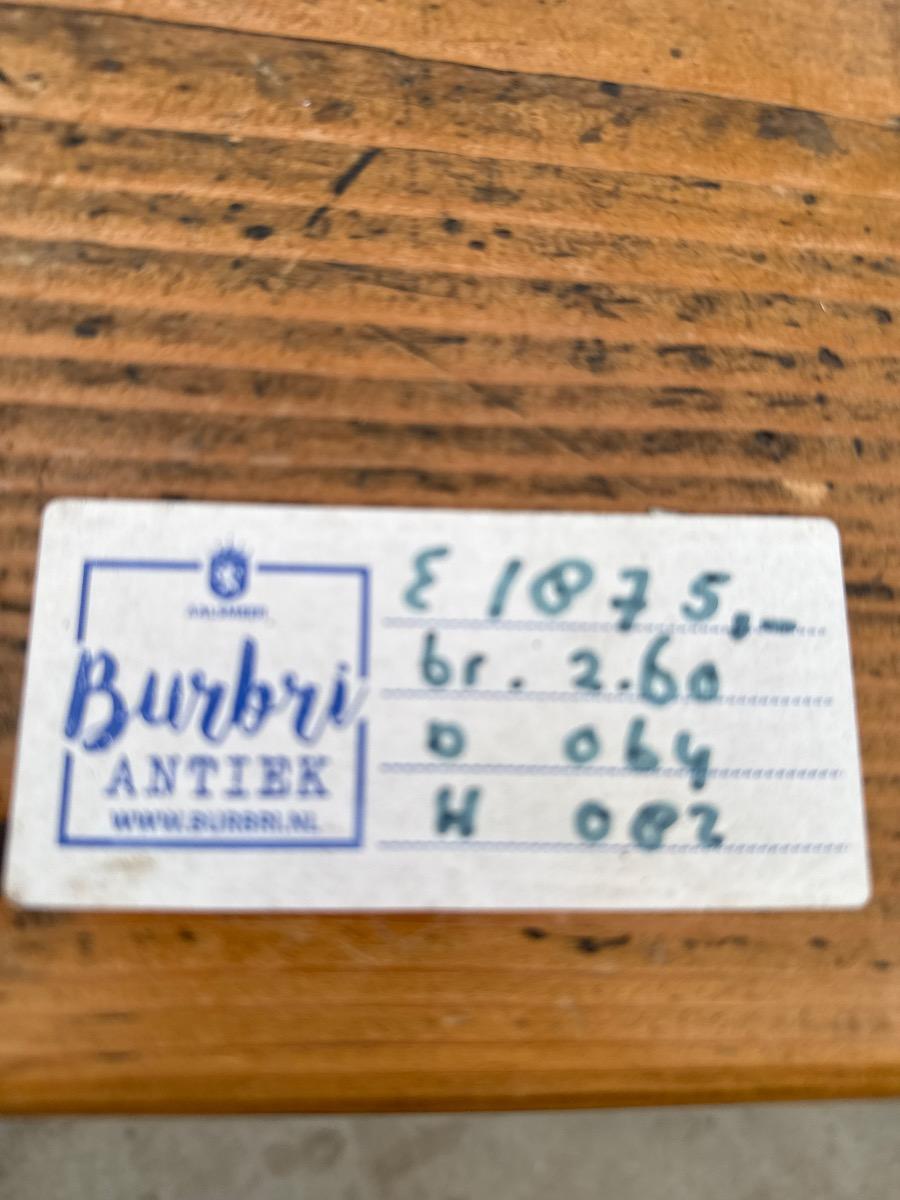 Burbri
ANTIEK
WWW.BURBRI.NL
€ 1875,-
br. 2.60
D 064
H 082